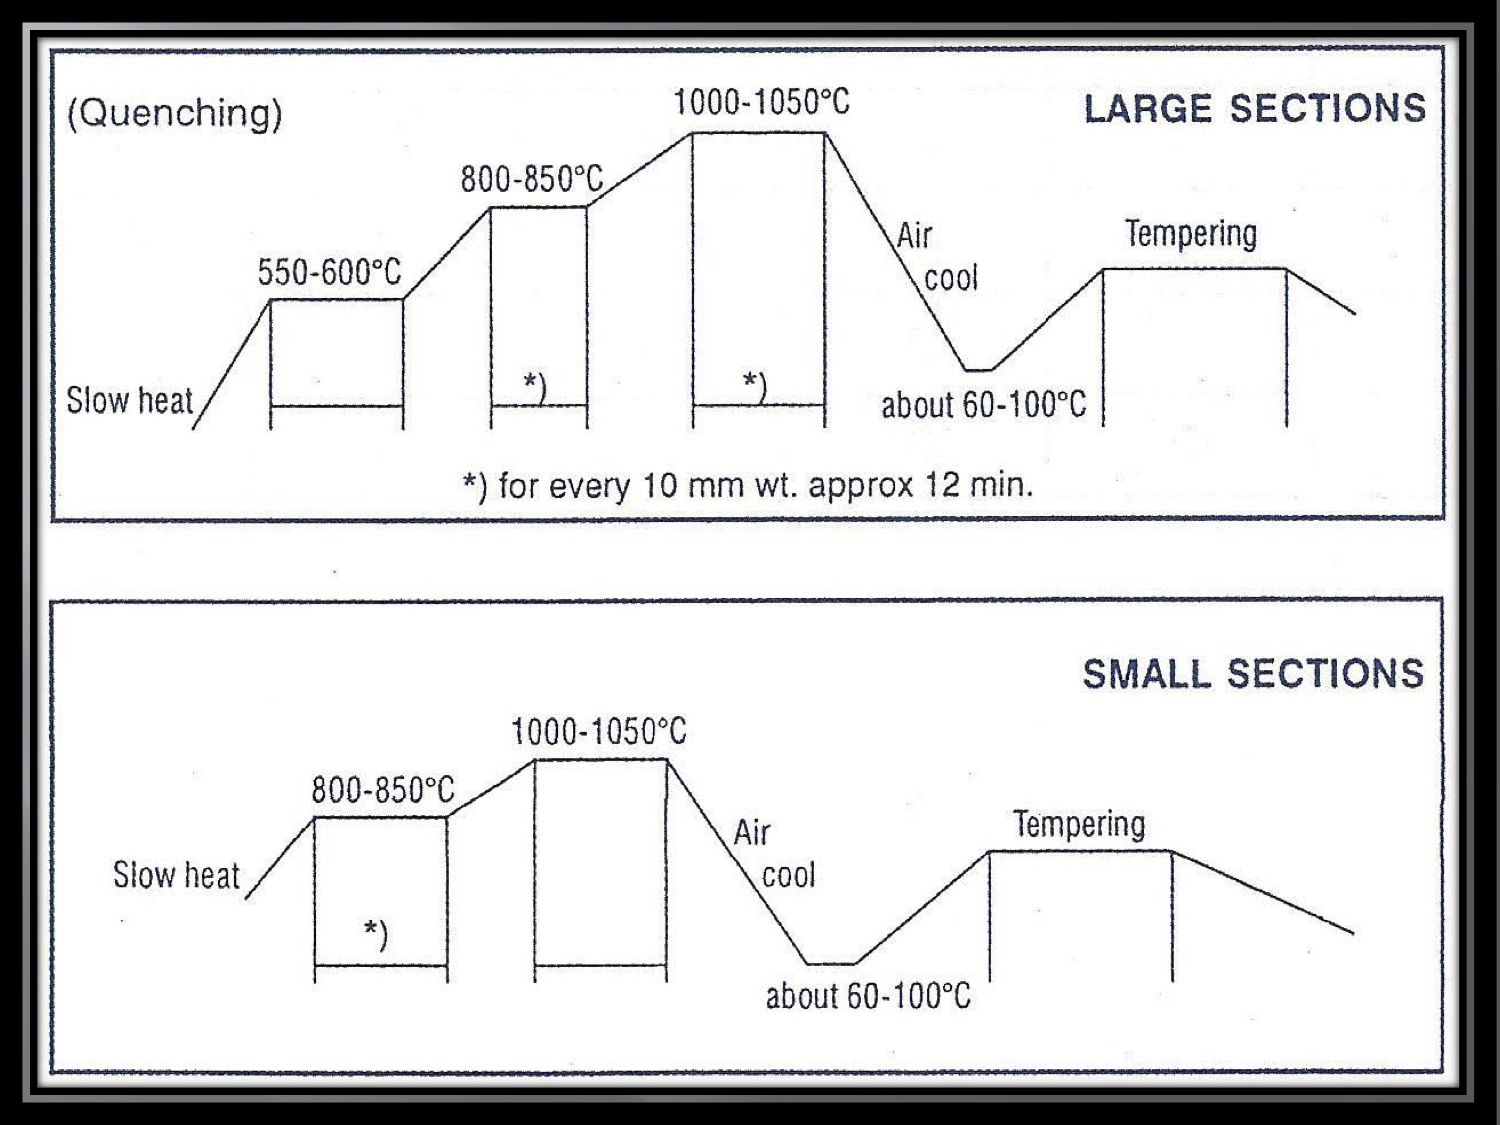 (Quenching)
1000-1050°C
LARGE SECTIONS
800-850°C
550-600°C
Air
cool
Tempering
Slow heat
*)
*)
about 60-100°C
*) for every 10 mm wt. approx 12 min.
SMALL SECTIONS
1000-1050°C
800-850°C
Air
cool
Tempering
Slow heat
*)
about 60-100°C